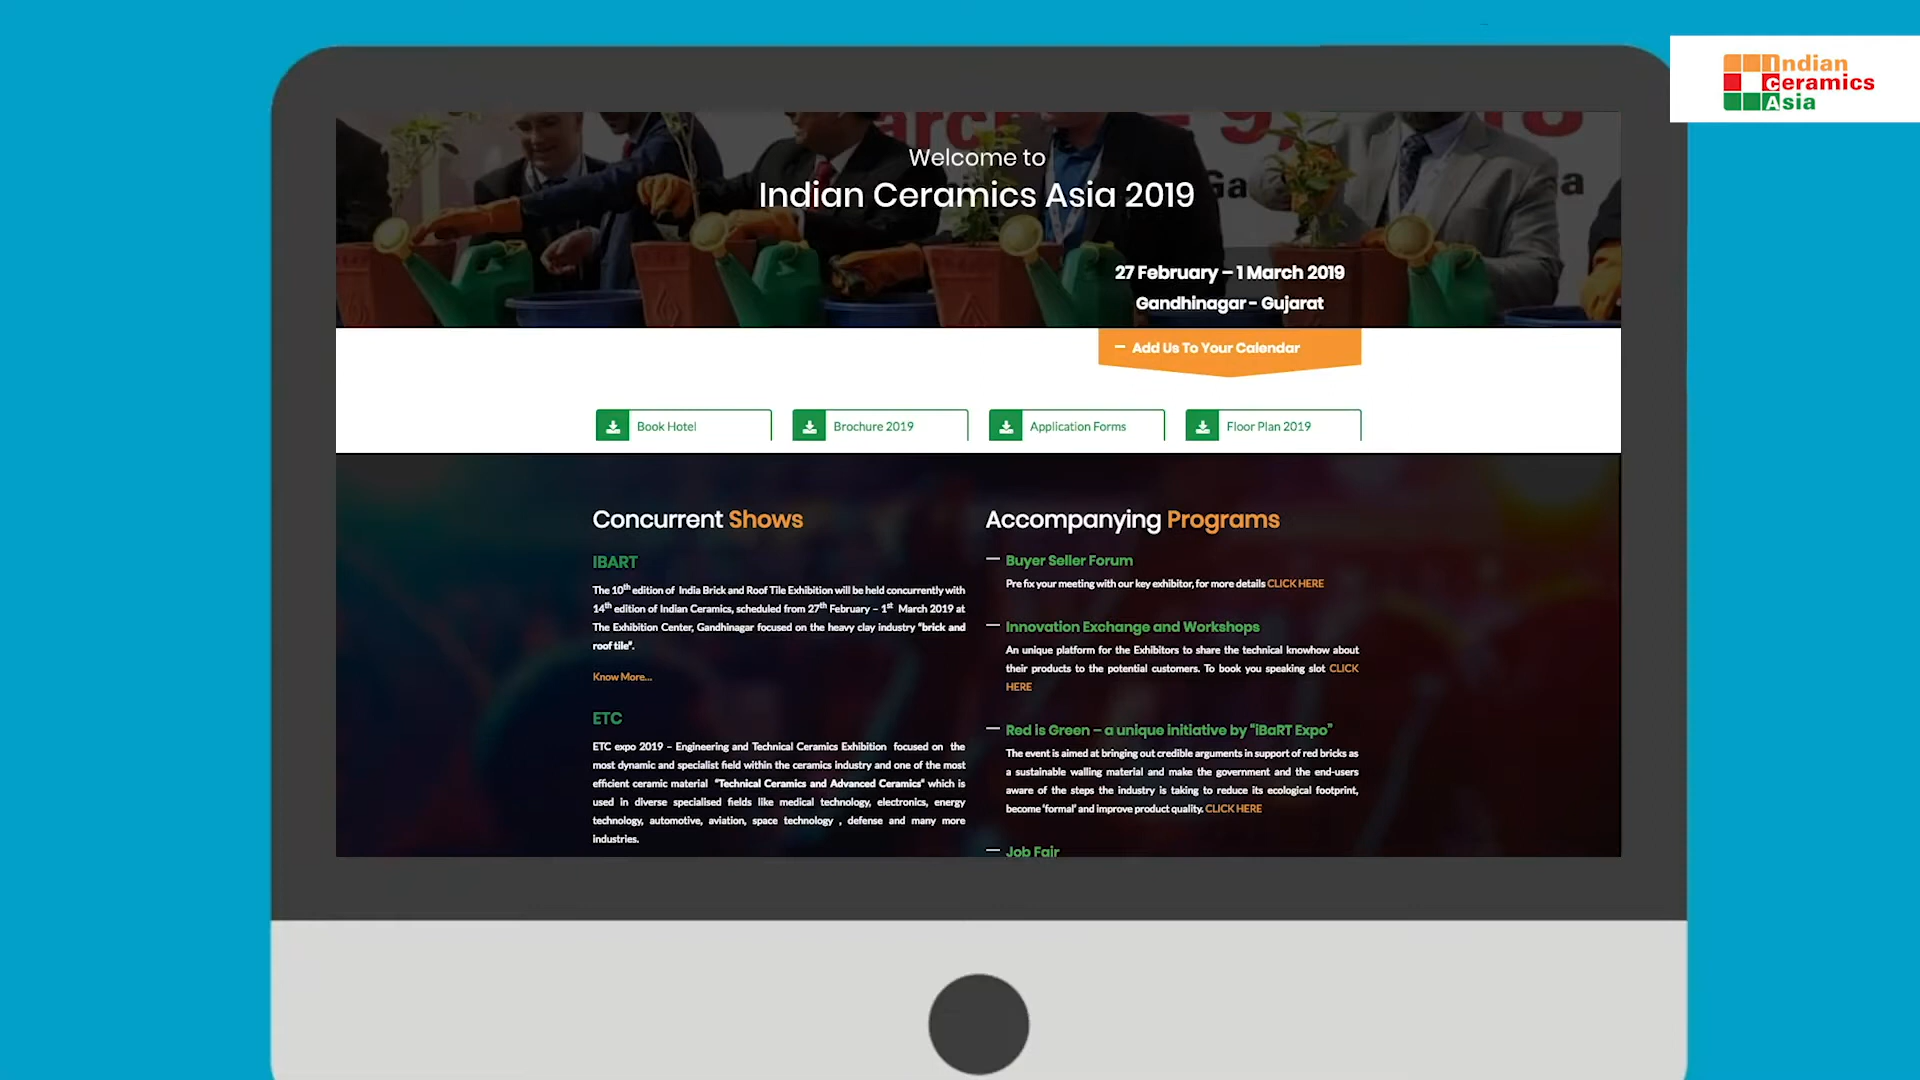 Indian
Ceramics
Asia
arch
9, 2018
Ga
a
Welcome to
Indian Ceramics Asia 2019
27 February – 1 March 2019
Gandhinagar - Gujarat
Add Us To Your Calendar
Book Hotel
Brochure 2019
Application Forms
Floor Plan 2019
Concurrent Shows
IBART
The 10th edition of India Brick and Roof Tile Exhibition will be held concurrently with
14th edition of Indian Ceramics, scheduled from 27th February – 1st March 2019 at
The Exhibition Center, Gandhinagar focused on the heavy clay industry "brick and
roof tile".
Know More...
ETC
ETC expo 2019 – Engineering and Technical Ceramics Exhibition focused on the
most dynamic and specialist field within the ceramics industry and one of the most
efficient ceramic material "Technical Ceramics and Advanced Ceramics" which is
used in diverse specialised fields like medical technology, electronics, energy
technology, automotive, aviation, space technology , defense and many more
industries.
Accompanying Programs
Buyer Seller Forum
Pre fix your meeting with our key exhibitor, for more details CLICK HERE
Innovation Exchange and Workshops
An unique platform for the Exhibitors to share the technical knowhow about
their products to the potential customers. To book you speaking slot CLICK
HERE
Red is Green – a unique initiative by "iBaRT Expo"
The event is aimed at bringing out credible arguments in support of red bricks as
a sustainable walling material and make the government and the end-users
aware of the steps the industry is taking to reduce its ecological footprint,
become 'formal' and improve product quality. CLICK HERE
Job Fair